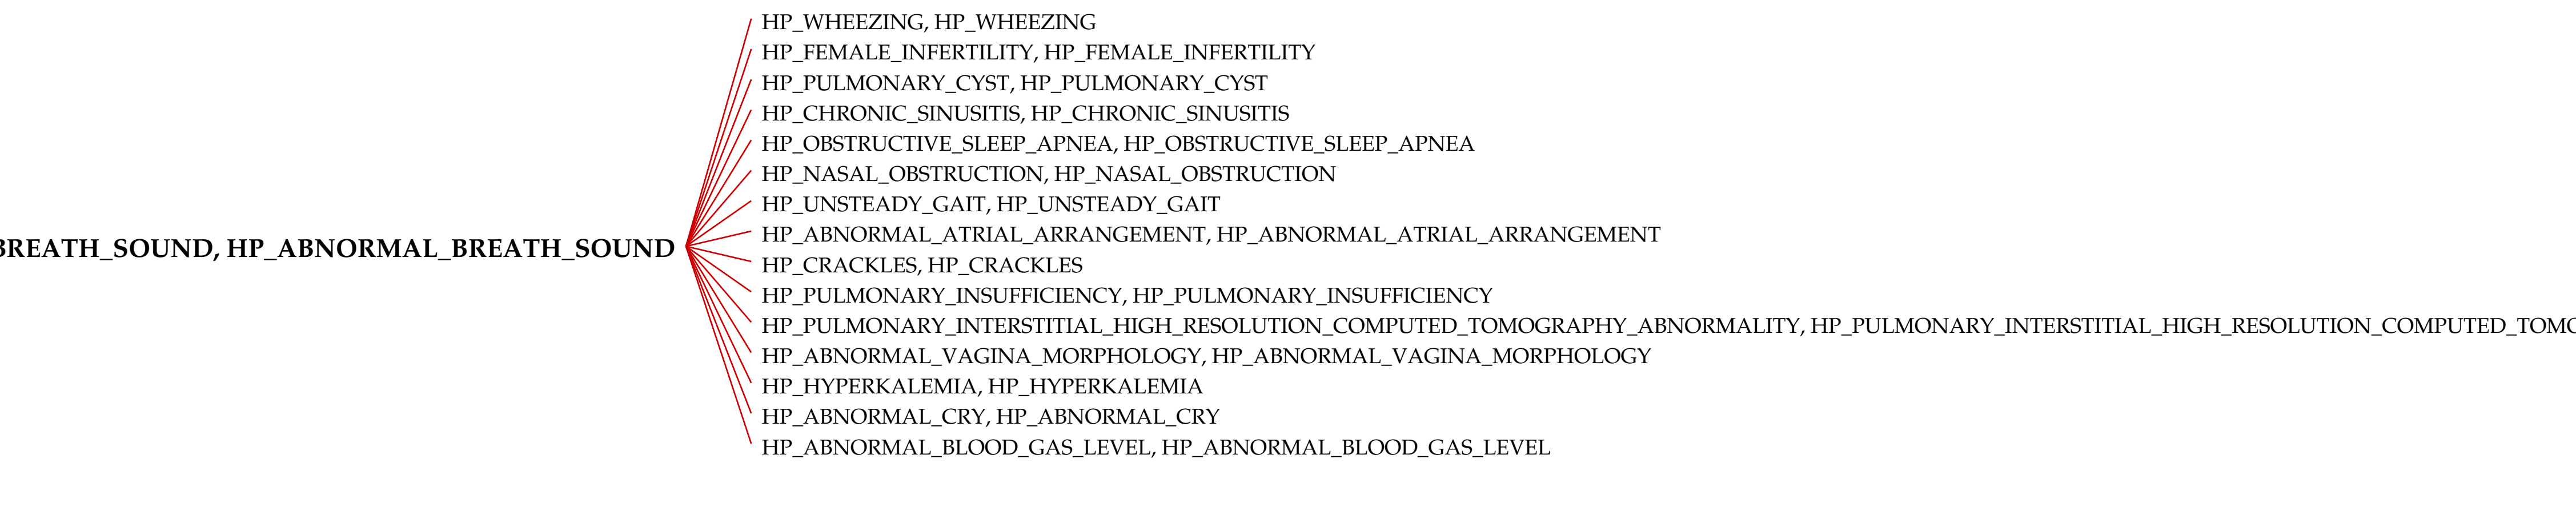 HP_WHEEZING, HP_WHEEZING
HP_FEMALE_INFERTILITY, HP_FEMALE_INFERTILITY
HP_PULMONARY_CYST, HP_PULMONARY_CYST
HP_CHRONIC_SINUSITIS, HP_CHRONIC_SINUSITIS
HP_OBSTRUCTIVE_SLEEP_APNEA, HP_OBSTRUCTIVE_SLEEP_APNEA
HP_NASAL_OBSTRUCTION, HP_NASAL_OBSTRUCTION
HP_UNSTEADY_GAIT, HP_UNSTEADY_GAIT
HP_ABNORMAL_ATRIAL_ARRANGEMENT, HP_ABNORMAL_ATRIAL_ARRANGEMENT
BREATH_SOUND, HP_ABNORMAL_BREATH_SOUND
HP_CRACKLES, HP_CRACKLES
HP_PULMONARY_INSUFFICIENCY, HP_PULMONARY_INSUFFICIENCY
HP_PULMONARY_INTERSTITIAL_HIGH_RESOLUTION_COMPUTED_TOMOGRAPHY_ABNORMALITY, HP_PULMONARY_INTERSTITIAL_HIGH_RESOLUTION_COMPUTED_TOMO
HP_ABNORMAL_VAGINA_MORPHOLOGY, HP_ABNORMAL_VAGINA_MORPHOLOGY
HP_HYPERKALEMIA, HP_HYPERKALEMIA
HP_ABNORMAL_CRY, HP_ABNORMAL_CRY
HP_ABNORMAL_BLOOD_GAS_LEVEL, HP_ABNORMAL_BLOOD_GAS_LEVEL